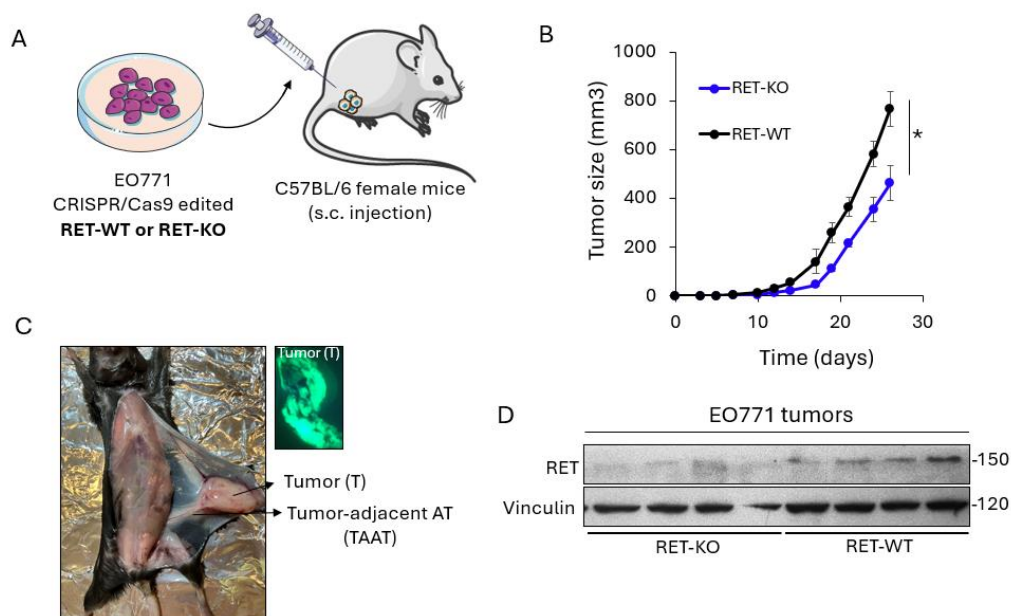 A
EO771
CRISPR/Cas9 edited
RET-WT or RET-KO
C57BL/6 female mice
(s.c. injection)
B
Tumor size (mm3)
1000
800
600
400
200
0
RET-KO
RET-WT
*
0 10 20 30
Time (days)
C
Tumor (T)
Tumor (T)
Tumor-adjacent AT
(TAAT)
D
EO771 tumors
RET
-150
Vinculin
-120
RET-KO RET-WT